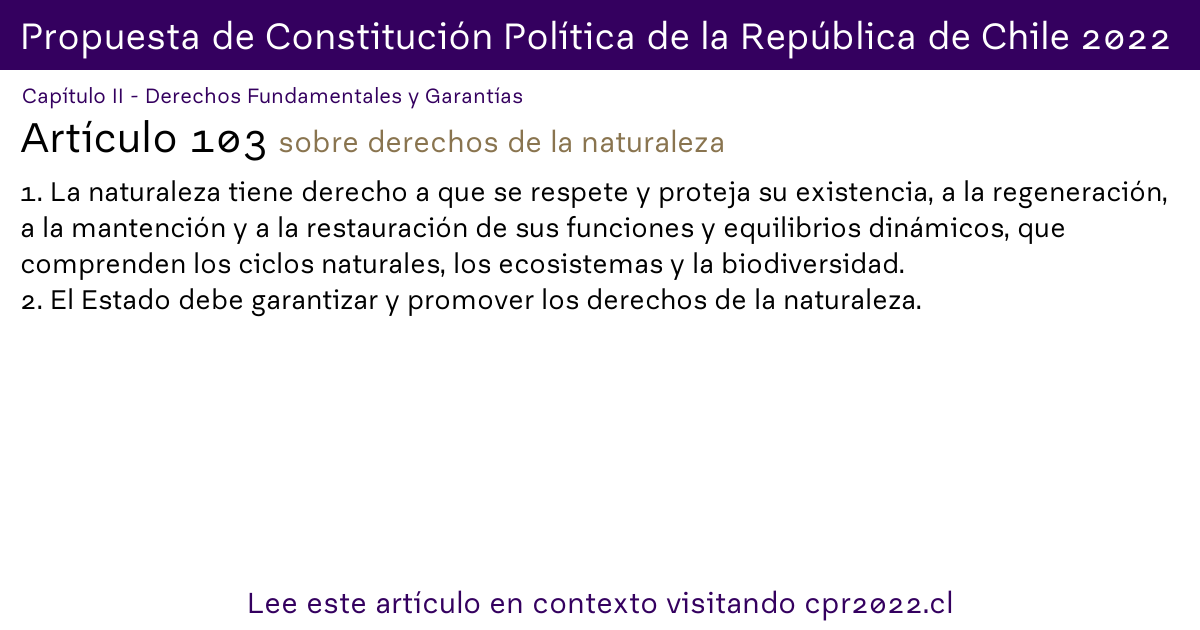 Propuesta de Constitución Política de la República de Chile 2022
Capítulo II - Derechos Fundamentales y Garantías
Artículo 103 sobre derechos de la naturaleza
1. La naturaleza tiene derecho a que se respete y proteja su existencia, a la regeneración,
a la mantención y a la restauración de sus funciones y equilibrios dinámicos, que
comprenden los ciclos naturales, los ecosistemas y la biodiversidad.
2. El Estado debe garantizar y promover los derechos de la naturaleza.
Lee este artículo en contexto visitando cpr2022.cl